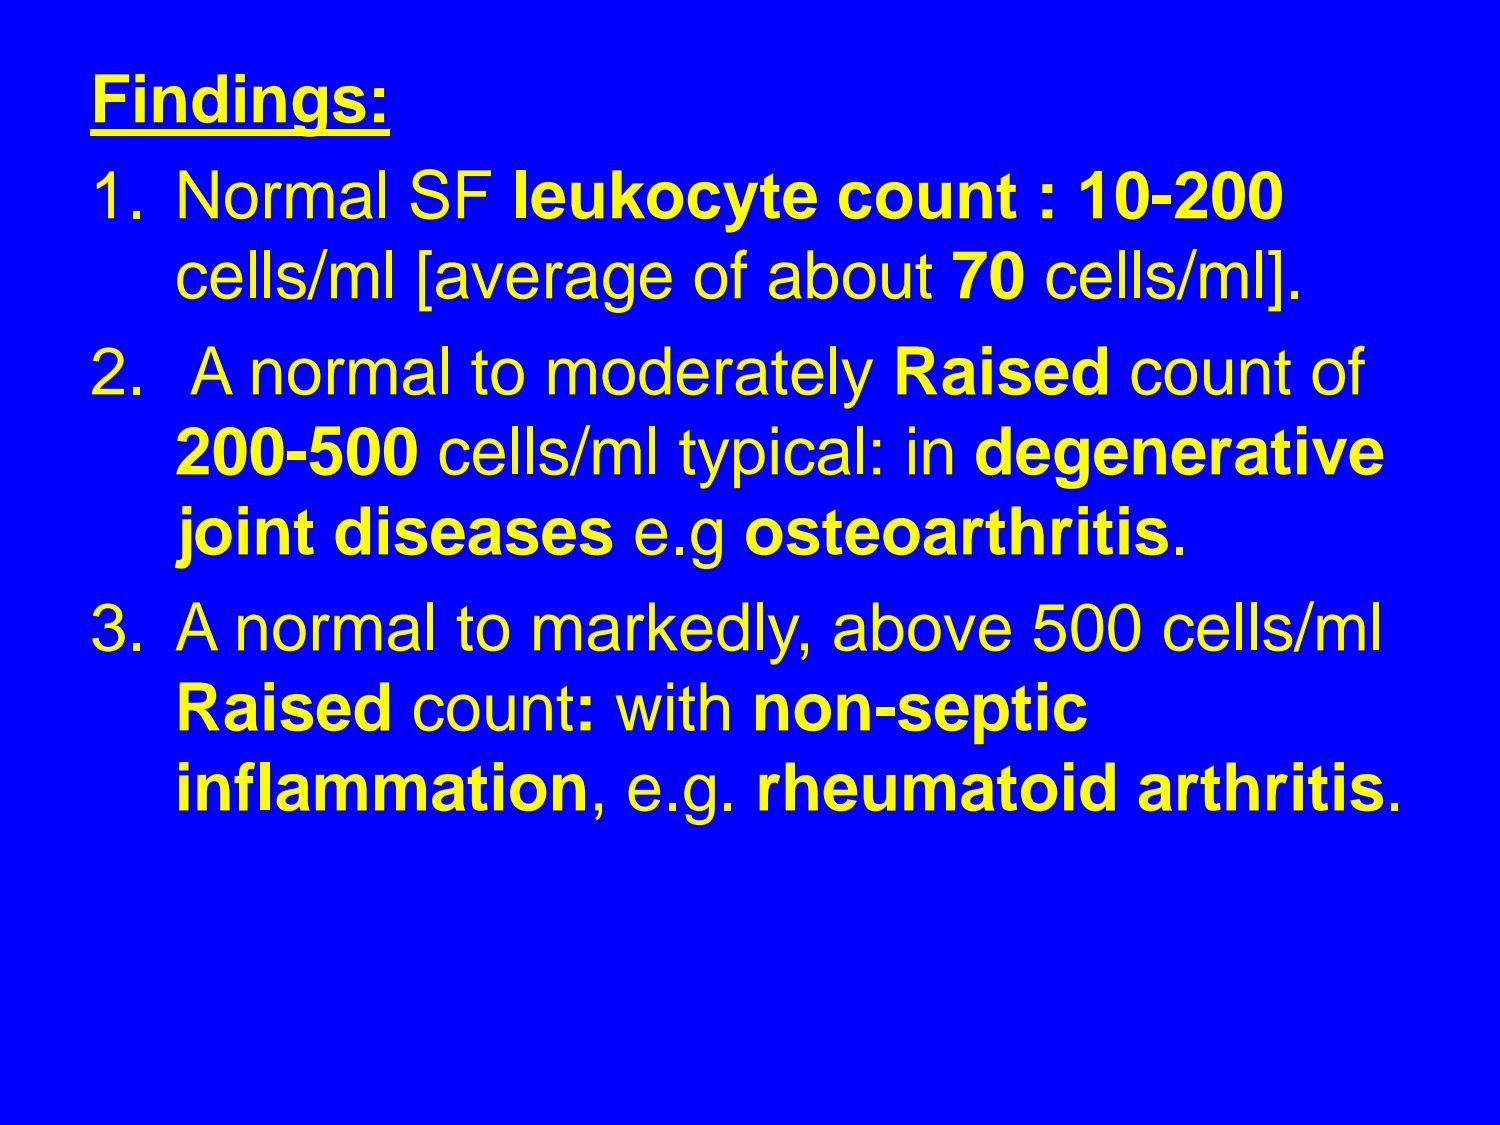 Findings:
1. Normal SF leukocyte count : 10-200
cells/ml [average of about 70 cells/ml].
2. A normal to moderately Raised count of
200-500 cells/ml typical: in degenerative
joint diseases e.g osteoarthritis.
3. A normal to markedly, above 500 cells/ml
Raised count: with non-septic
inflammation, e.g. rheumatoid arthritis.